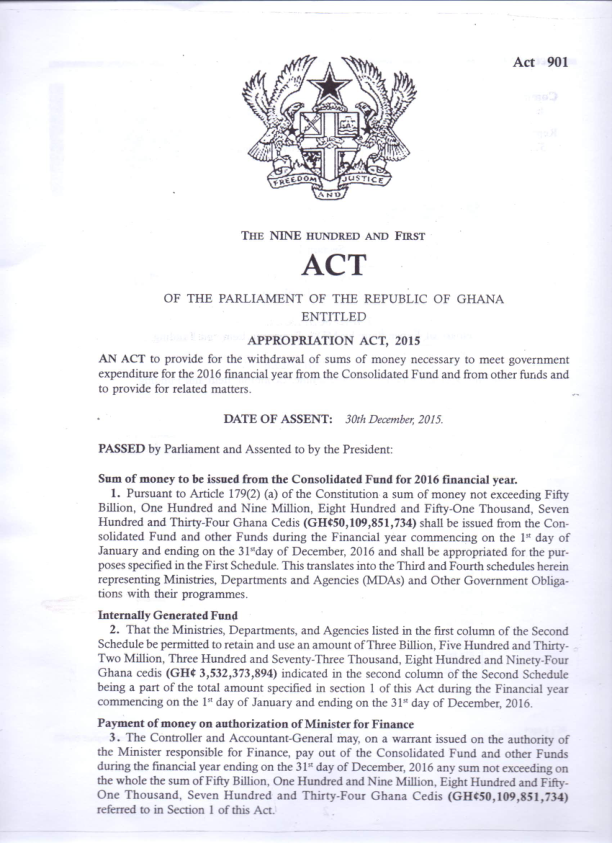 Act 901
FREEDOM JUSTICE
AND
THE NINE HUNDRED AND FIRST
ACT
OF THE PARLIAMENT OF THE REPUBLIC OF GHANA
ENTITLED
APPROPRIATION ACT, 2015
AN ACT to provide for the withdrawal of sums of money necessary to meet government
expenditure for the 2016 financial year from the Consolidated Fund and from other funds and
to provide for related matters.
DATE OF ASSENT: 30th December, 2015.
PASSED by Parliament and Assented to by the President:
Sum of money to be issued from the Consolidated Fund for 2016 financial year.
1. Pursuant to Article 179(2) (a) of the Constitution a sum of money not exceeding Fifty
Billion, One Hundred and Nine Million, Eight Hundred and Fifty-One Thousand, Seven
Hundred and Thirty-Four Ghana Cedis (GH¢50,109,851,734) shall be issued from the Con-
solidated Fund and other Funds during the Financial year commencing on the 1st day of
January and ending on the 31stday of December, 2016 and shall be appropriated for the pur-
poses specified in the First Schedule. This translates into the Third and Fourth schedules herein
representing Ministries, Departments and Agencies (MDAs) and Other Government Obliga-
tions with their programmes.
Internally Generated Fund
2. That the Ministries, Departments, and Agencies listed in the first column of the Second
Schedule be permitted to retain and use an amount of Three Billion, Five Hundred and Thirty-
Two Million, Three Hundred and Seventy-Three Thousand, Eight Hundred and Ninety-Four
Ghana cedis (GH¢ 3,532,373,894) indicated in the second column of the Second Schedule
being a part of the total amount specified in section 1 of this Act during the Financial year
commencing on the 1st day of January and ending on the 31st day of December, 2016.
Payment of money on authorization of Minister for Finance
3. The Controller and Accountant-General may, on a warrant issued on the authority of
the Minister responsible for Finance, pay out of the Consolidated Fund and other Funds
during the financial year ending on the 31st day of December, 2016 any sum not exceeding on
the whole the sum of Fifty Billion, One Hundred and Nine Million, Eight Hundred and Fifty-
One Thousand, Seven Hundred and Thirty-Four Ghana Cedis (GH¢50,109,851,734)
referred to in Section 1 of this Act.